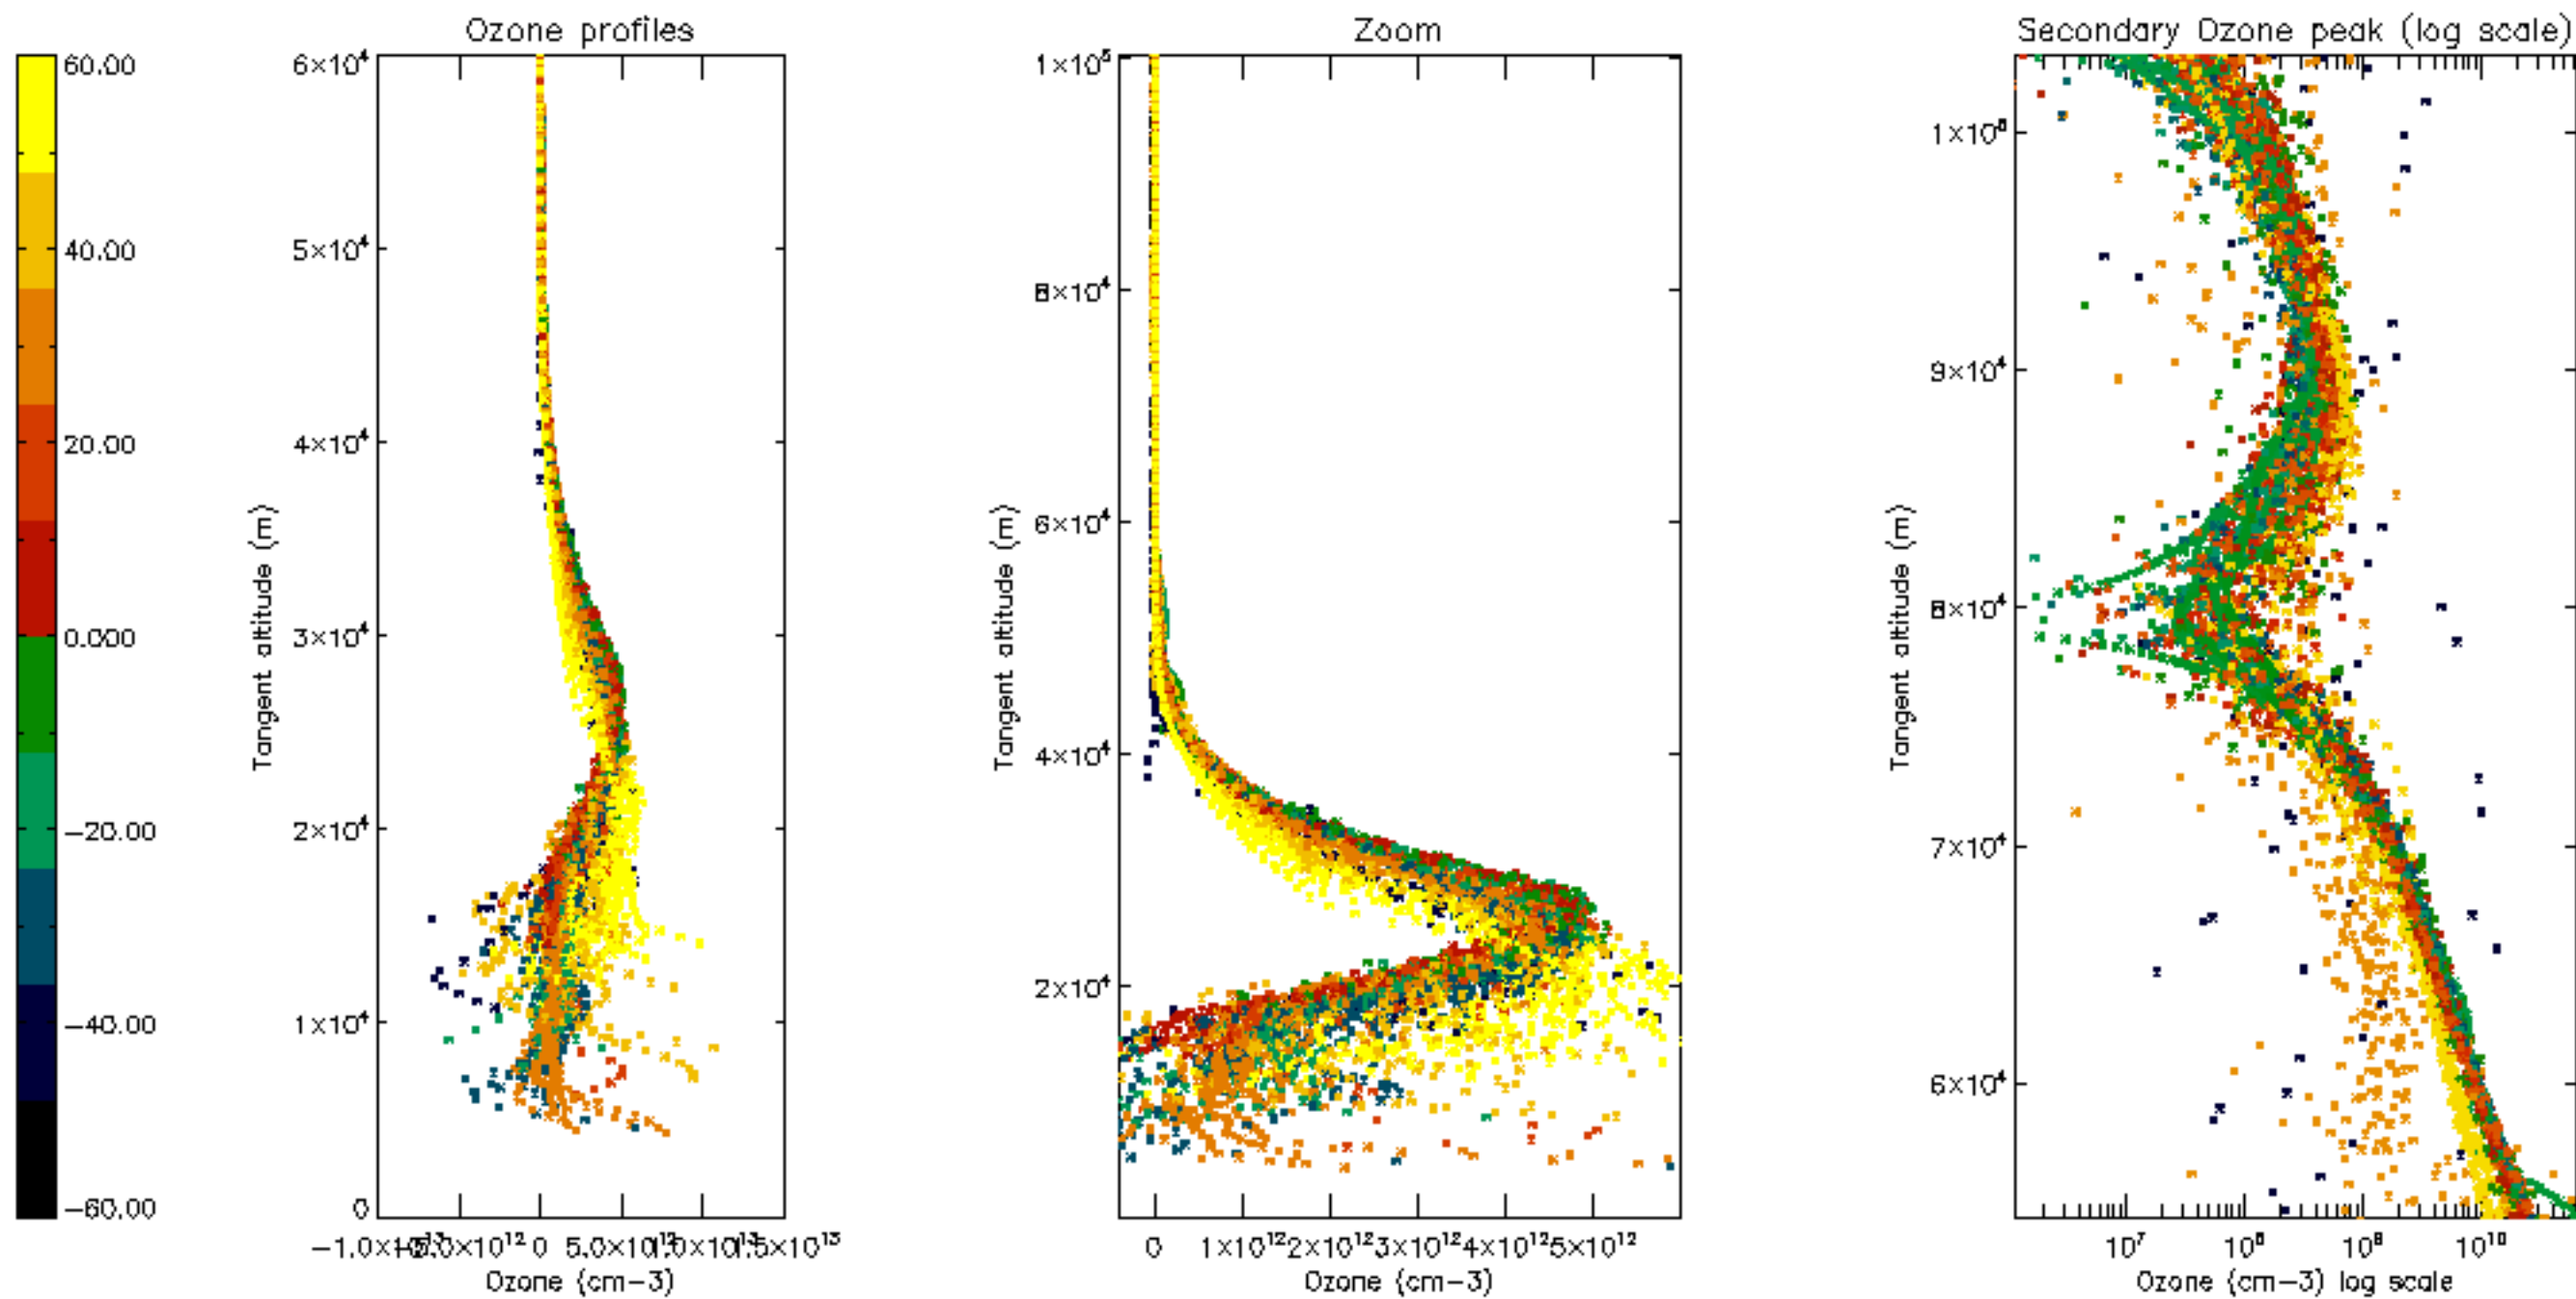 Ozone profiles
Zoom
Secondary Ozone peak (log scale)
60.00
40.00
20.00
0.000
-20.00
-40.00
-60.00
6×10⁴
5×10⁴
4×10⁴
3×10⁴
2×10⁴
1×10⁴
0
Tangent altitude (m)
0
Ozone (cm-3)
1×10⁵
8×10⁴
6×10⁴
4×10⁴
2×10⁴
Tangent altitude (m)
0 1×10¹² 2×10¹² 3×10¹² 4×10¹² 5×10¹²
Ozone (cm-3)
9×10⁴
8×10⁴
7×10⁴
6×10⁴
Tangent altitude (m)
10⁷ 10⁸ 10⁹ 10¹⁰
Ozone (cm-3) log scale